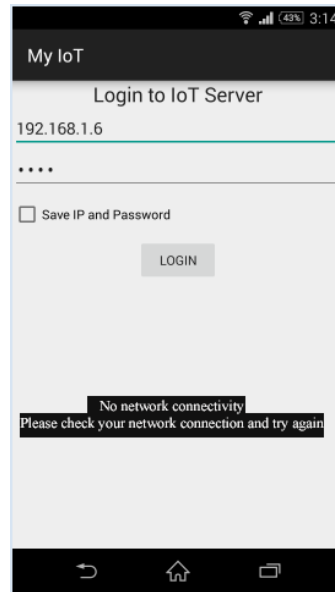 43% 3:14
My IoT
Login to IoT Server
192.168.1.6
••••
Save IP and Password
LOGIN
No network connectivity
Please check your network connection and try again